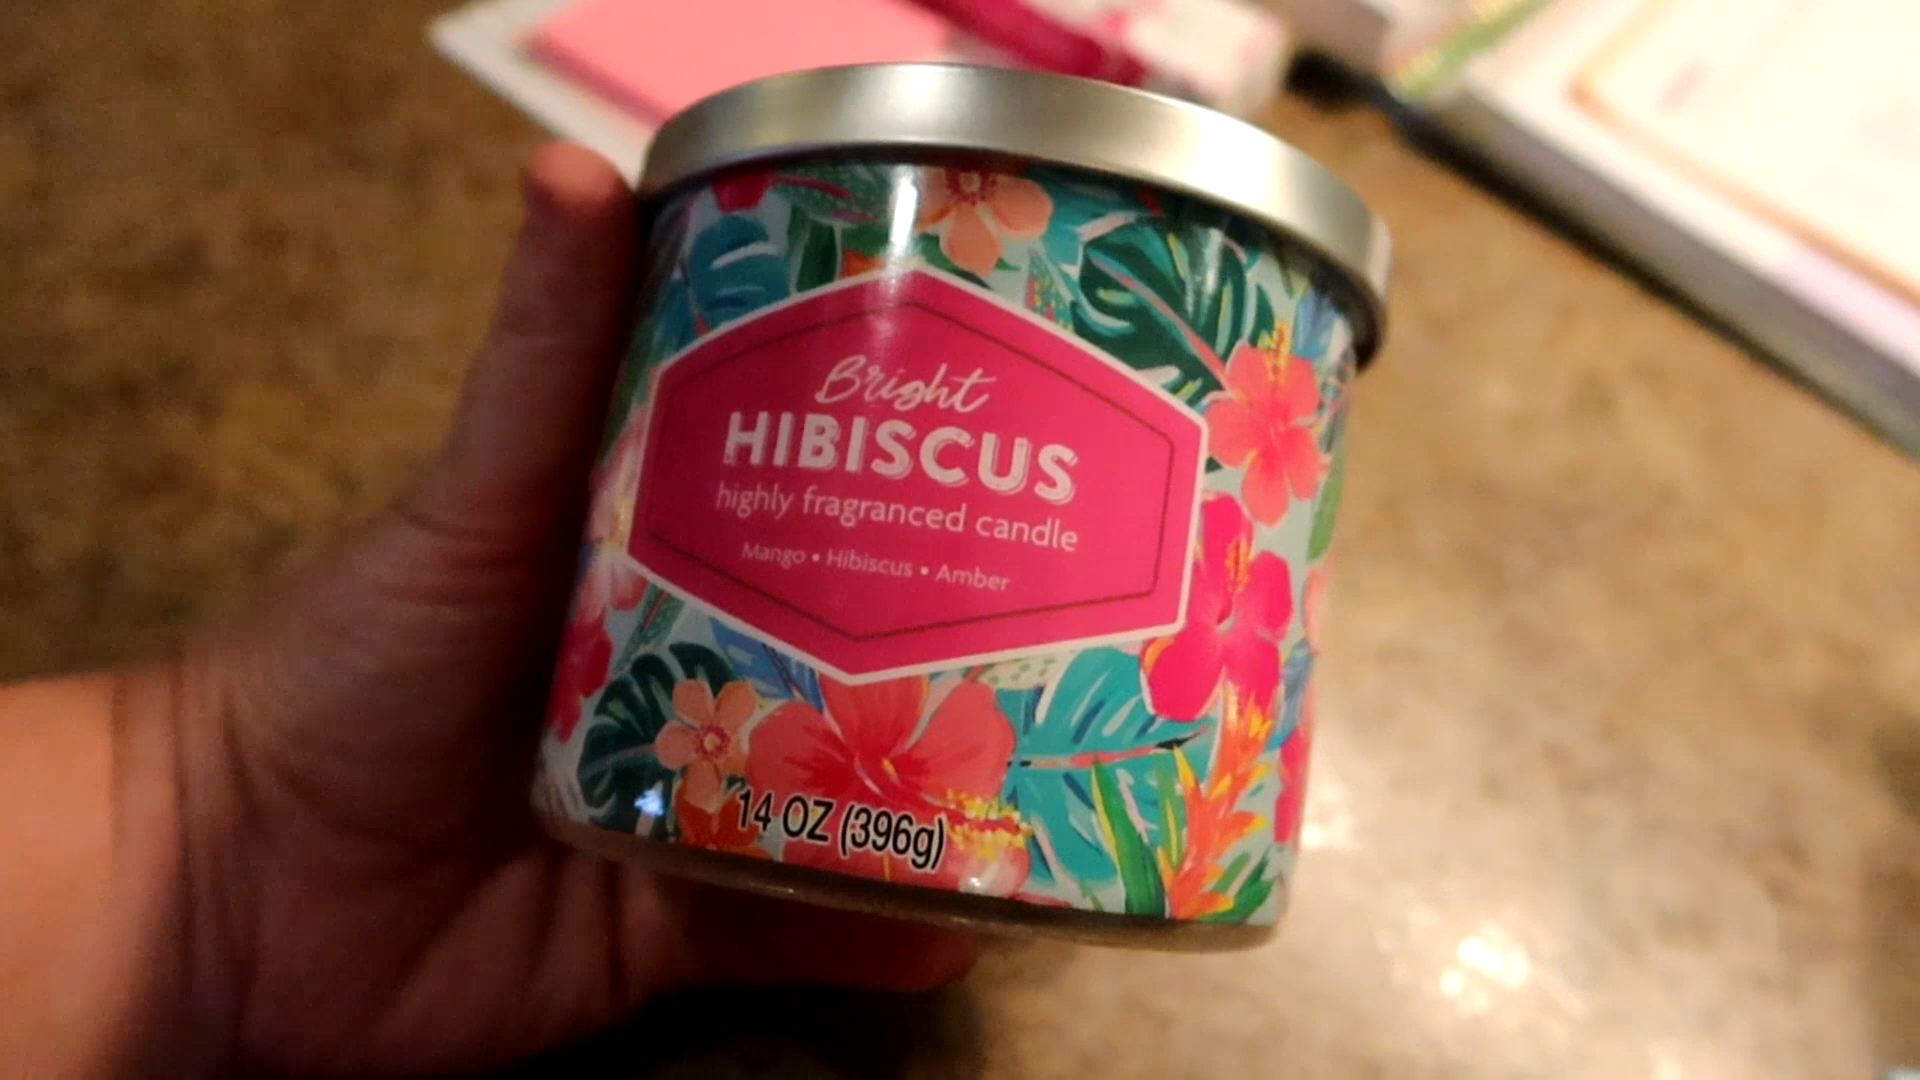 Bright
HIBISCUS
highly fragranced candle
Mango • Hibiscus • Amber
14 OZ (396g)